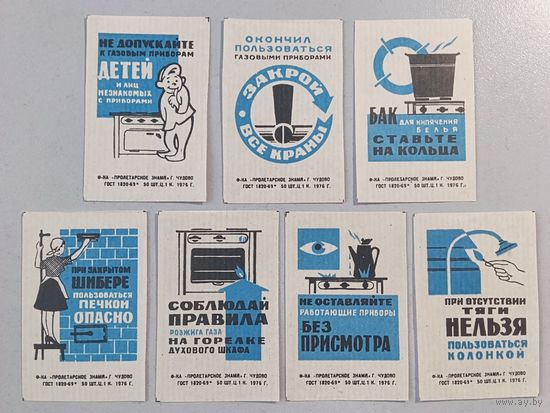 НЕ ДОПУСКАЙТЕ
К ГАЗОВЫМ ПРИБОРАМ
ДЕТЕЙ
И ЛИЦ
НЕЗНАКОМЫХ
С ПРИБОРАМИ
Ф-КА "ПРОЛЕТАРСКОЕ ЗНАМЯ" Г. ЧУДОВО
ГОСТ 1820-69* 50 ШТ. Ц. 1 К. 1976 Г.
ОКОНЧИЛ
ПОЛЬЗОВАТЬСЯ
ГАЗОВЫМИ ПРИБОРАМИ
ЗАКРОЙ
ВСЕ КРАНЫ
Ф-КА "ПРОЛЕТАРСКОЕ ЗНАМЯ" Г. ЧУДОВО
ГОСТ 1820-69* 50 ШТ. Ц. 1 К. 1976 Г.
БАК ДЛЯ КИПЯЧЕНИЯ
БЕЛЬЯ
СТАВЬТЕ
НА КОЛЬЦА
Ф-КА "ПРОЛЕТАРСКОЕ ЗНАМЯ" Г. ЧУДОВО
ГОСТ 1820-69* 50 ШТ. Ц. 1 К. 1976 Г.
ПРИ ЗАКРЫТОМ
ШИБЕРЕ
ПОЛЬЗОВАТЬСЯ
ПЕЧКОЙ
ОПАСНО
Ф-КА "ПРОЛЕТАРСКОЕ ЗНАМЯ" Г. ЧУДОВО
ГОСТ 1820-69* 50 ШТ. Ц. 1 К. 1976 Г.
СОБЛЮДАЙ
ПРАВИЛА
РОЗЖИГА ГАЗА
НА ГОРЕЛКЕ
ДУХОВОГО ШКАФА
Ф-КА "ПРОЛЕТАРСКОЕ ЗНАМЯ" Г. ЧУДОВО
ГОСТ 1820-69* 50 ШТ. Ц. 1 К. 1976 Г.
НЕ ОСТАВЛЯЙТЕ
РАБОТАЮЩИЕ ПРИБОРЫ
БЕЗ
ПРИСМОТРА
Ф-КА "ПРОЛЕТАРСКОЕ ЗНАМЯ" Г. ЧУДОВО
ГОСТ 1820-69* 50 ШТ. Ц. 1 К. 1976 Г.
ПРИ ОТСУТСТВИИ
ТЯГИ
НЕЛЬЗЯ
ПОЛЬЗОВАТЬСЯ
КОЛОНКОЙ
Ф-КА "ПРОЛЕТАРСКОЕ ЗНАМЯ" Г. ЧУДОВО
ГОСТ 1820-69* 50 ШТ. Ц. 1 К. 1976 Г.
www.ay.by